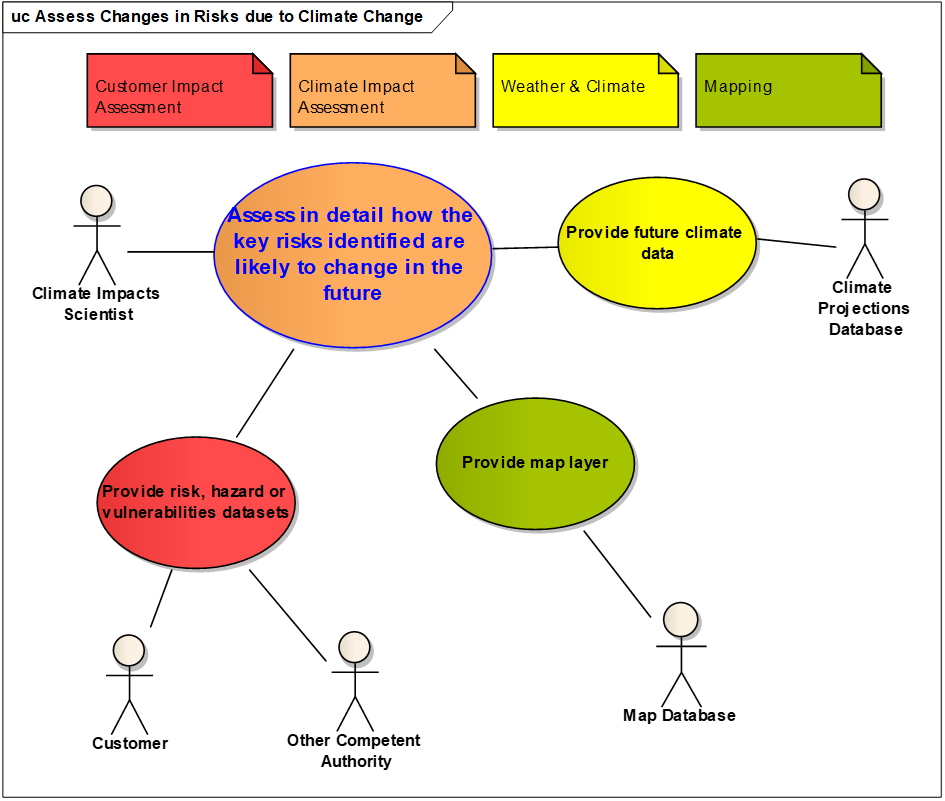 uc Assess Changes in Risks due to Climate Change
Customer Impact
Assessment
Climate Impact
Assessment
Weather & Climate
Mapping
Assess in detail how the
key risks identified are
likely to change in the
future
Provide future climate
data
Climate Impacts
Scientist
Climate
Projections
Database
Provide map layer
Provide risk, hazard or
vulnerabilities datasets
Customer
Other Competent
Authority
Map Database